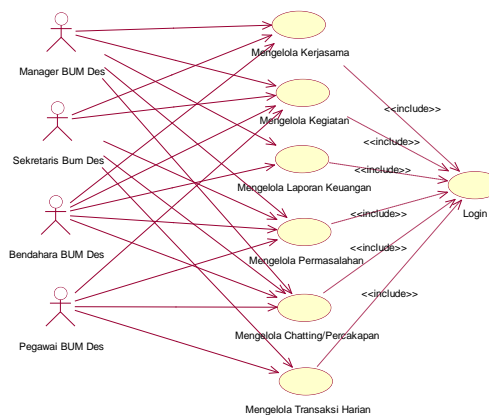 Mengelola Kerjasama
Manager BUM Des
<<include>>
Mengelola Kegiatan
<<include>>
Sekretaris Bum Des
<<include>>
Mengelola Laporan Keuangan
Login
<<include>>
Bendahara BUM Des
Mengelola Permasalahan
<<include>>
<<include>>
Mengelola Chatting/Percakapan
Pegawai BUM Des
Mengelola Transaksi Harian